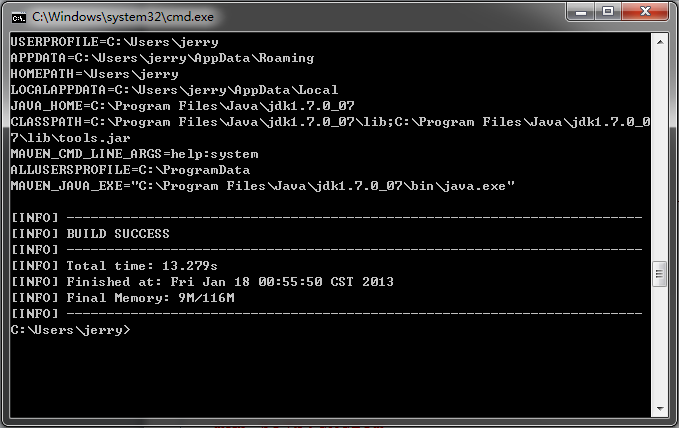 C:\Windows\system32\cmd.exe
USERPROFILE=C:\Users\jerry
APPDATA=C:\Users\jerry\AppData\Roaming
HOMEPATH=\Users\jerry
LOCALAPPDATA=C:\Users\jerry\AppData\Local
JAVA_HOME=C:\Program Files\Java\jdk1.7.0_07
CLASSPATH=C:\Program Files\Java\jdk1.7.0_07\lib;C:\Program Files\Java\jdk1.7.0_0
7\lib\tools.jar
MAVEN_CMD_LINE_ARGS=help:system
ALLUSERSPROFILE=C:\ProgramData
MAVEN_JAVA_EXE="C:\Program Files\Java\jdk1.7.0_07\bin\java.exe"
[INFO] ------------------------------------------------------------------------
[INFO] BUILD SUCCESS
[INFO] ------------------------------------------------------------------------
[INFO] Total time: 13.279s
[INFO] Finished at: Fri Jan 18 00:55:50 CST 2013
[INFO] Final Memory: 9M/116M
[INFO] ------------------------------------------------------------------------
C:\Users\jerry>